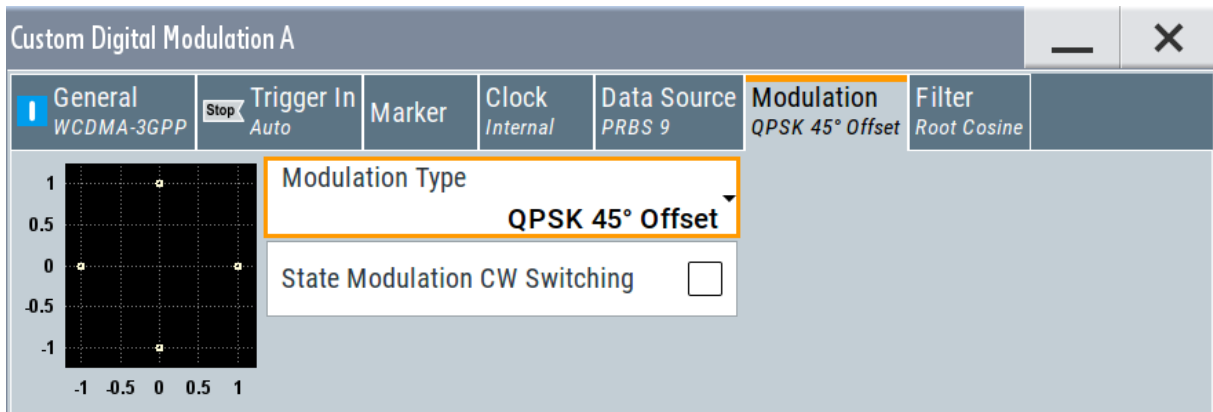 Custom Digital Modulation A
General
WCDMA-3GPP
Stop
Trigger In
Auto
Marker
Clock
Internal
Data Source
PRBS 9
Modulation
QPSK 45° Offset
Filter
Root Cosine
1
0.5
0
-0.5
-1
-1 -0.5 0 0.5 1
Modulation Type
QPSK 45° Offset
State Modulation CW Switching